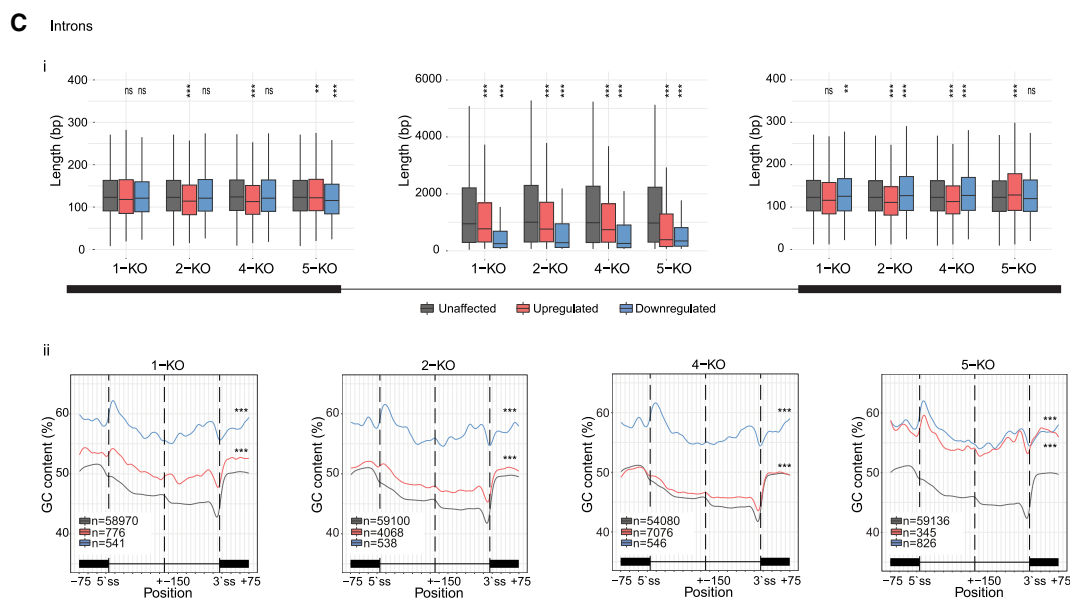 C Introns
i
400
300
200
100
0
Length (bp)
ns ns *** ns *** ns ** ***
1-KO 2-KO 4-KO 5-KO
6000
4000
2000
0
Length (bp)
*** *** *** *** *** *** *** ***
1-KO 2-KO 4-KO 5-KO
400
300
200
100
0
Length (bp)
ns ** *** *** *** *** *** ns
1-KO 2-KO 4-KO 5-KO
Unaffected Upregulated Downregulated
ii
1-KO
GC content (%)
60
50
40
***
***
n=58970
n=776
n=541
-75 5`ss +-150 3`ss +75
Position
2-KO
GC content (%)
60
50
40
***
***
n=59100
n=4068
n=538
-75 5`ss +-150 3`ss +75
Position
4-KO
GC content (%)
60
50
40
***
***
n=54080
n=7076
n=546
-75 5`ss +-150 3`ss +75
Position
5-KO
GC content (%)
60
50
40
***
***
n=59136
n=345
n=826
-75 5`ss +-150 3`ss +75
Position